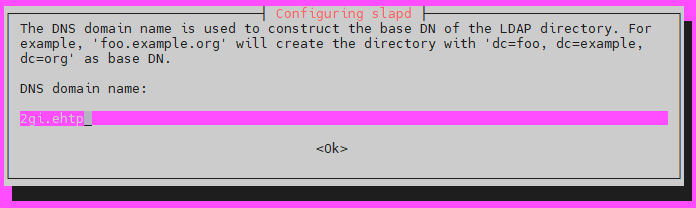 Configuring slapd
The DNS domain name is used to construct the base DN of the LDAP directory. For
example, 'foo.example.org' will create the directory with 'dc=foo, dc=example,
dc=org' as base DN.
DNS domain name:
2gi.ehtp_
<Ok>